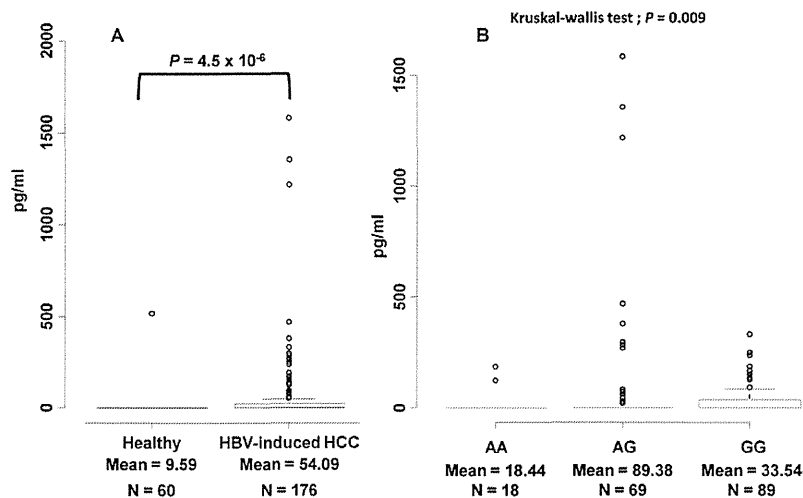 A
P = 4.5 x 10-6
pg/ml
2000
1500
1000
500
0
Healthy
Mean = 9.59
N = 60
HBV-induced HCC
Mean = 54.09
N = 176
B
Kruskal-wallis test ; P = 0.009
pg/ml
1500
1000
500
0
AA
Mean = 18.44
N = 18
AG
Mean = 89.38
N = 69
GG
Mean = 33.54
N = 89